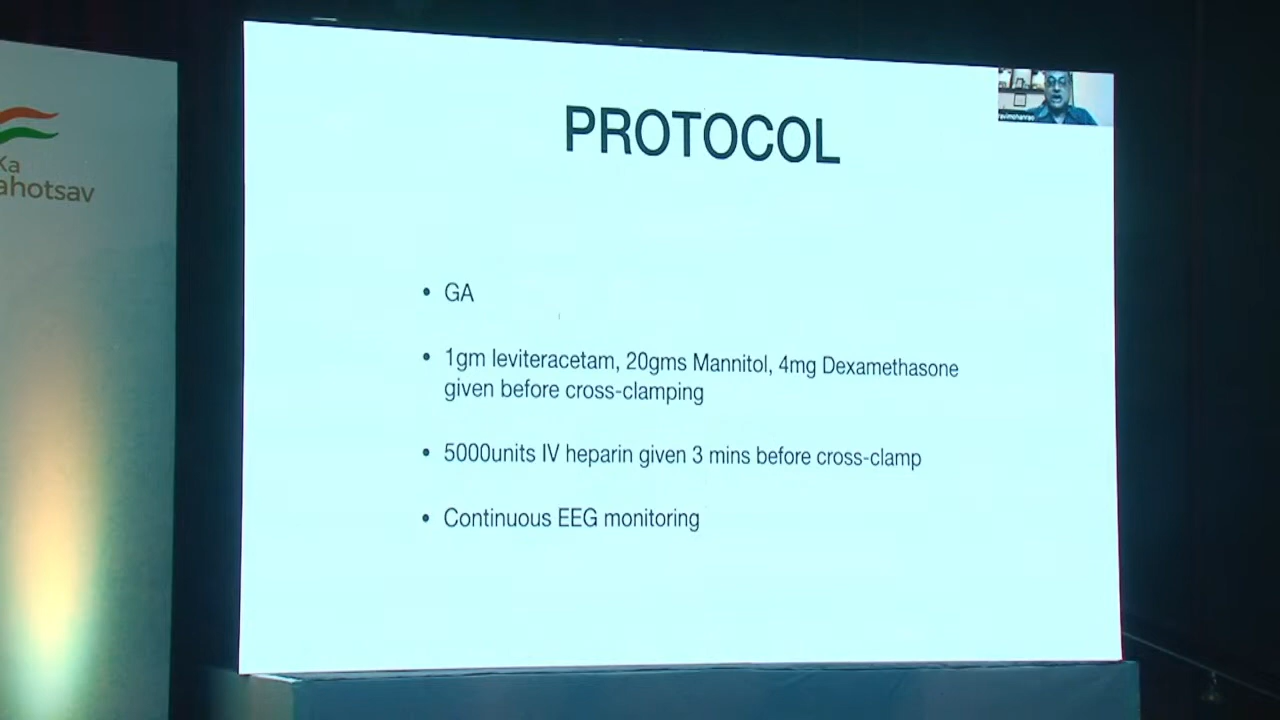 Ka
ahotsav
PROTOCOL
• GA
• 1gm leviteracetam, 20gms Mannitol, 4mg Dexamethasone
given before cross-clamping
• 5000units IV heparin given 3 mins before cross-clamp
• Continuous EEG monitoring